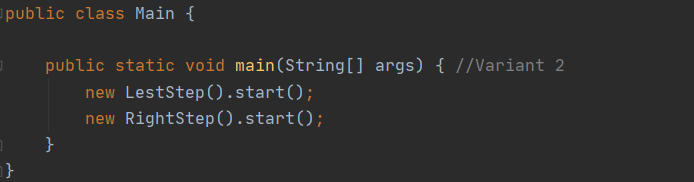 public class Main {
public static void main(String[] args) { //Variant 2
new LestStep().start();
new RightStep().start();
}
}